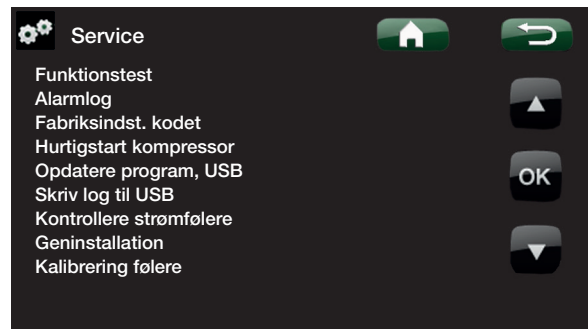 Service
Funktionstest
Alarmlog
Fabriksindst. kodet
Hurtigstart kompressor
Opdatere program, USB
Skriv log til USB
Kontrollere strømfølere
Geninstallation
Kalibrering følere
OK